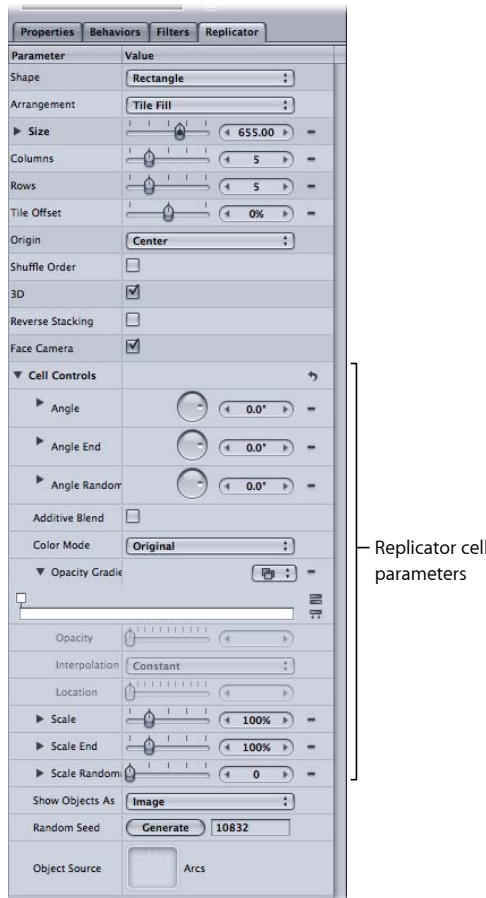 Properties Behaviors Filters Replicator
Parameter Value
Shape Rectangle
Arrangement Tile Fill
Size 655.00
Columns 5
Rows 5
Tile Offset 0%
Origin Center
Shuffle Order
3D
Reverse Stacking
Face Camera
Cell Controls
Angle 0.0°
Angle End 0.0°
Angle Random 0.0°
Additive Blend
Color Mode Original
Opacity Gradie
Opacity
Interpolation Constant
Location
Scale 100%
Scale End 100%
Scale Random 0
Show Objects As Image
Random Seed Generate 10832
Object Source Arcs
Replicator cell
parameters